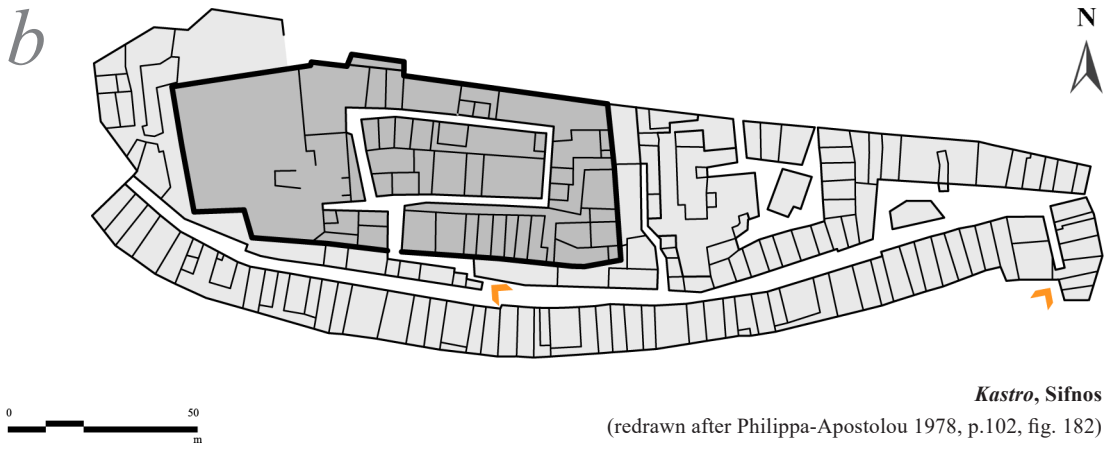 b
N
0 50
m
Kastro, Sifnos
(redrawn after Philippa-Apostolou 1978, p.102, fig. 182)